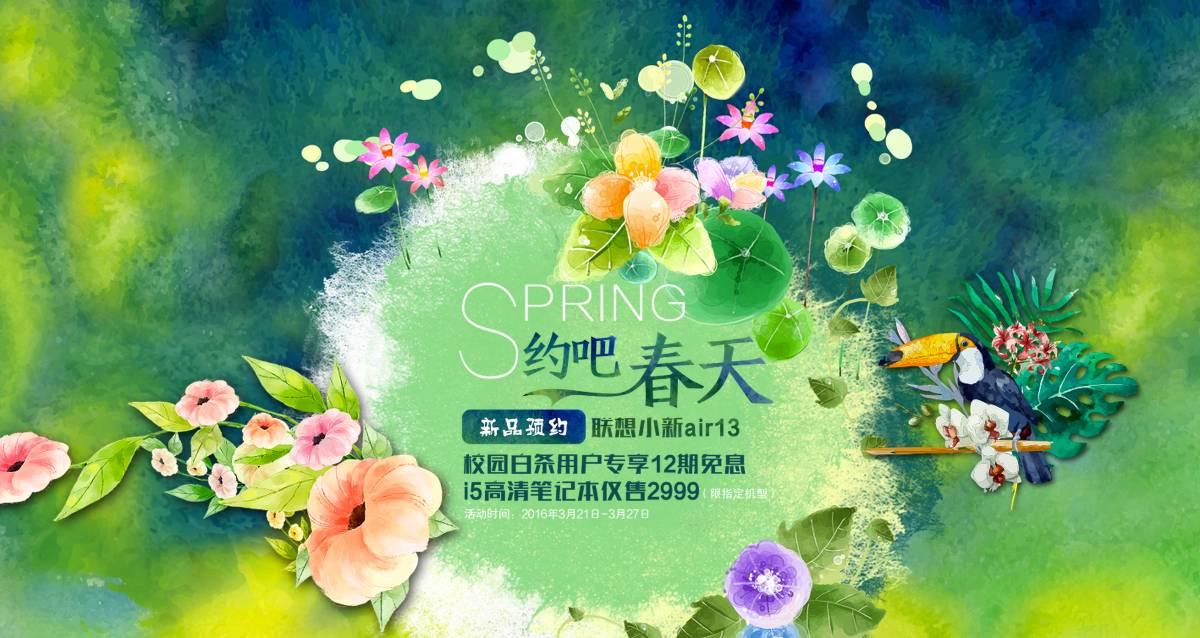 SPRING
约吧 春天
新品预约 联想小新air13
校园白条用户专享12期免息
i5高清笔记本仅售2999（限指定机型）
活动时间：2016年3月21日-3月27日